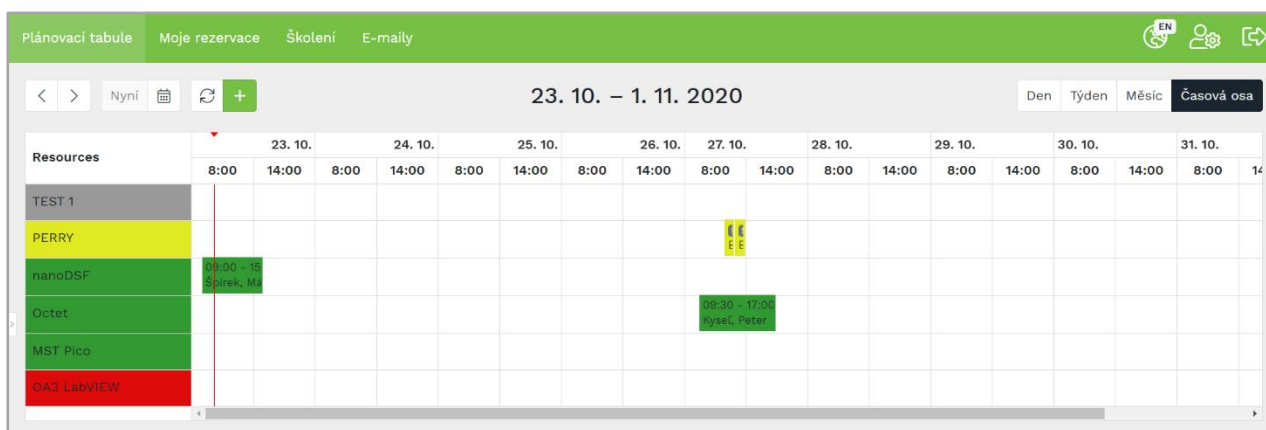 Plánovací tabule Moje rezervace Školení E-maily EN
Nyní + 23. 10. – 1. 11. 2020 Den Týden Měsíc Časová osa
Resources 23. 10. 24. 10. 25. 10. 26. 10. 27. 10. 28. 10. 29. 10. 30. 10. 31. 10.
8:00 14:00 8:00 14:00 8:00 14:00 8:00 14:00 8:00 14:00 8:00 14:00 8:00 14:00 8:00 14:00 8:00 14
TEST 1
PERRY
E E
nanoDSF 09:00 - 15
Špírek, Má
Octet 09:30 - 17:00
Kyseľ, Peter
MST Pico
OA3 LabVIEW